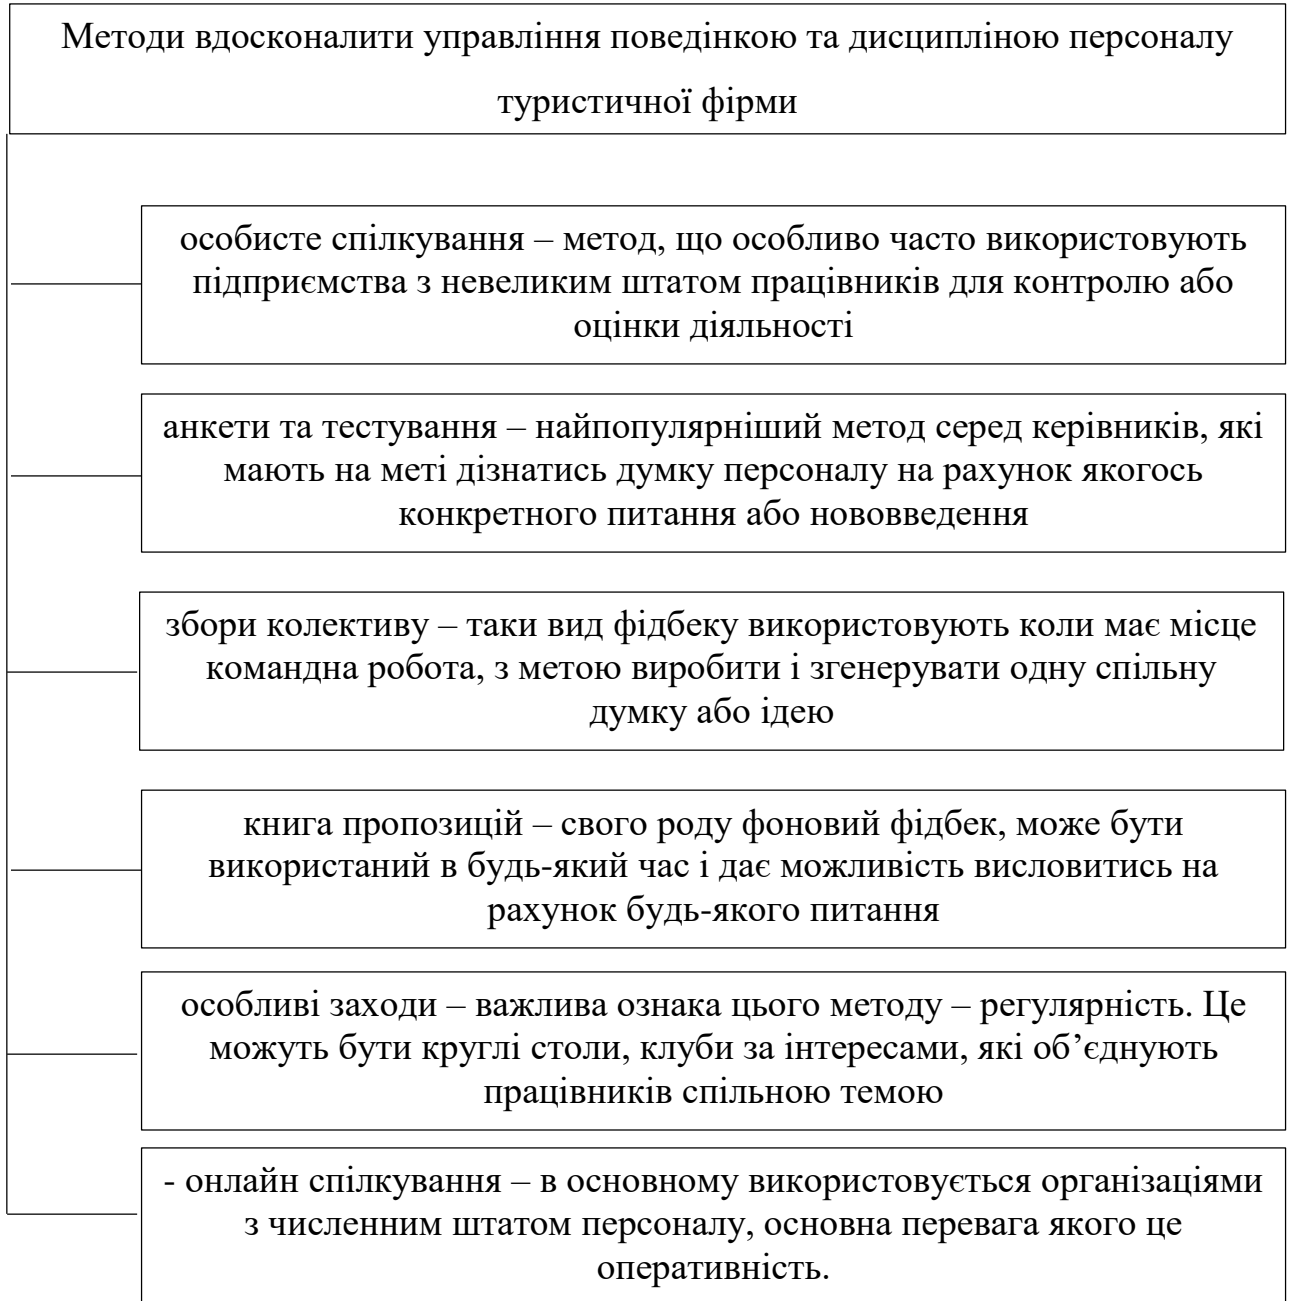 Методи вдосконалити управління поведінкою та дисципліною персоналу
туристичної фірми
особисте спілкування – метод, що особливо часто використовують
підприємства з невеликим штатом працівників для контролю або
оцінки діяльності
анкети та тестування – найпопулярніший метод серед керівників, які
мають на меті дізнатись думку персоналу на рахунок якогось
конкретного питання або нововведення
збори колективу – таки вид фідбеку використовують коли має місце
командна робота, з метою виробити і згенерувати одну спільну
думку або ідею
книга пропозицій – свого роду фоновий фідбек, може бути
використаний в будь-який час і дає можливість висловитись на
рахунок будь-якого питання
особливі заходи – важлива ознака цього методу – регулярність. Це
можуть бути круглі столи, клуби за інтересами, які об’єднують
працівників спільною темою
- онлайн спілкування – в основному використовується організаціями
з численним штатом персоналу, основна перевага якого це
оперативність.